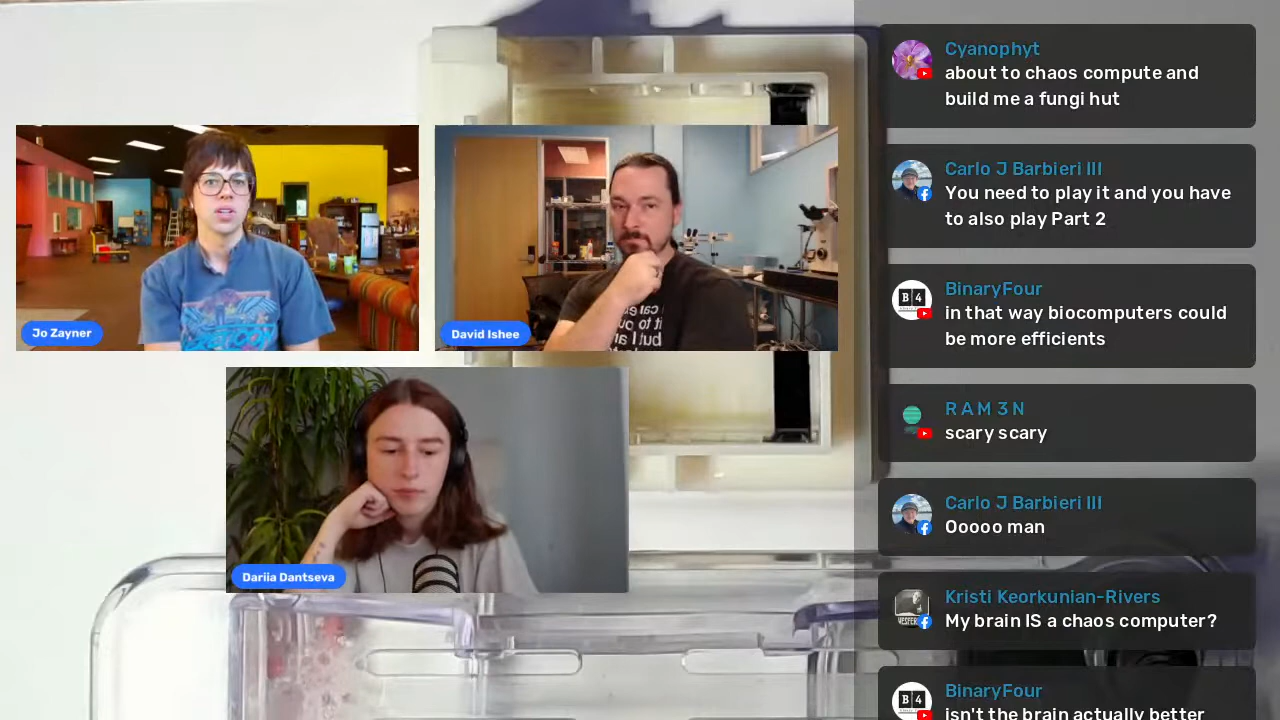 Jo Zayner
David Ishee
Dariia Dantseva
Cyanophyt
about to chaos compute and
build me a fungi hut
Carlo J Barbieri III
You need to play it and you have
to also play Part 2
BinaryFour
B4
in that way biocomputers could
be more efficients
R A M 3 N
scary scary
Carlo J Barbieri III
Ooooo man
Kristi Keorkunian-Rivers
My brain IS a chaos computer?
BinaryFour
B4
isn't the brain actually better